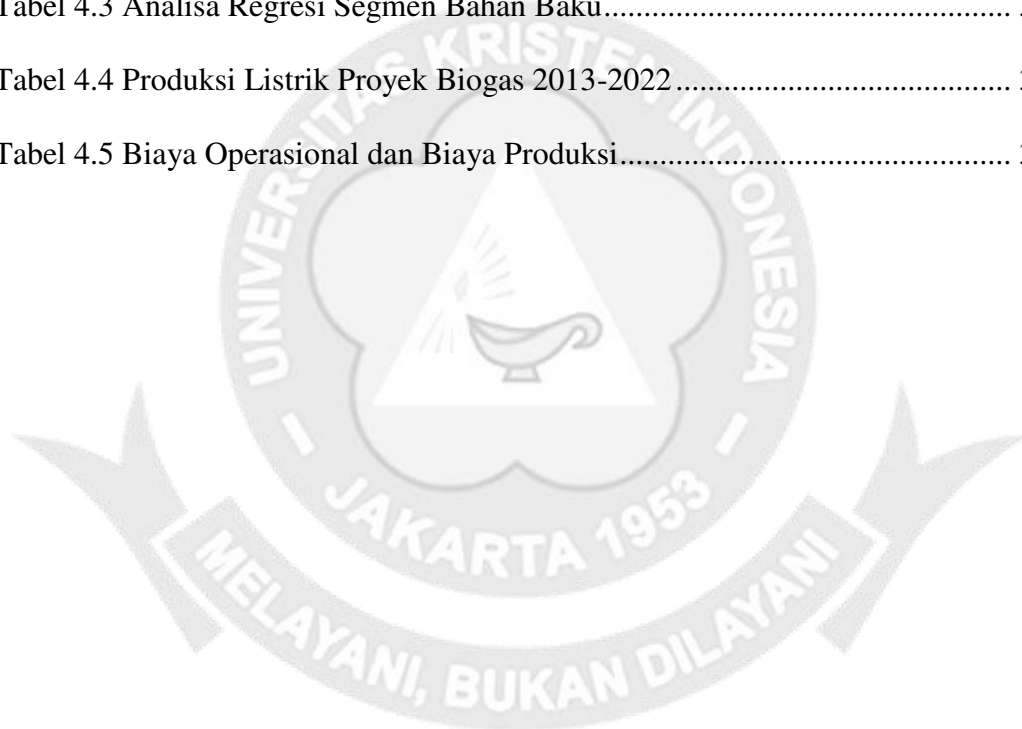 Tabel 4.3 Analisa Regresi Segmen Bahan Baku
Tabel 4.4 Produksi Listrik Proyek Biogas 2013-2022
Tabel 4.5 Biaya Operasional dan Biaya Produksi
UNIVERSITAS KRISTEN INDONESIA
JAKARTA 1953
MELAYANI, BUKAN DILAYANI